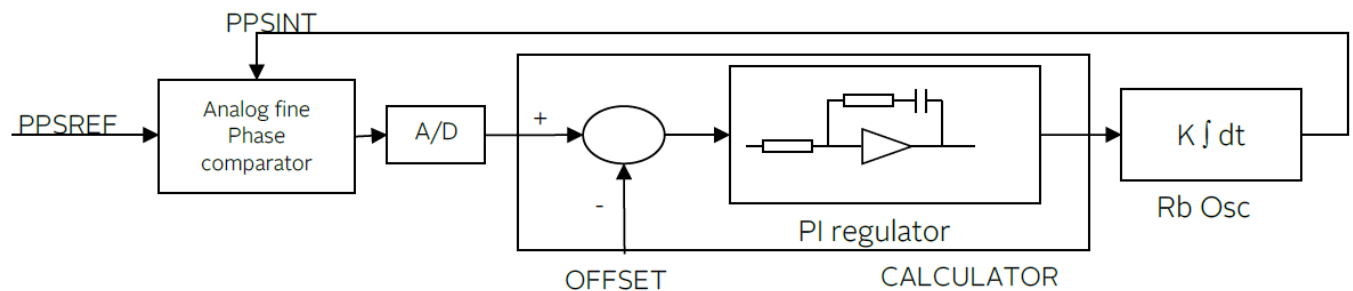 PPSINT
PPSREF
Analog fine
Phase
comparator
A/D
+
-
OFFSET
PI regulator
CALCULATOR
K ∫ dt
Rb Osc